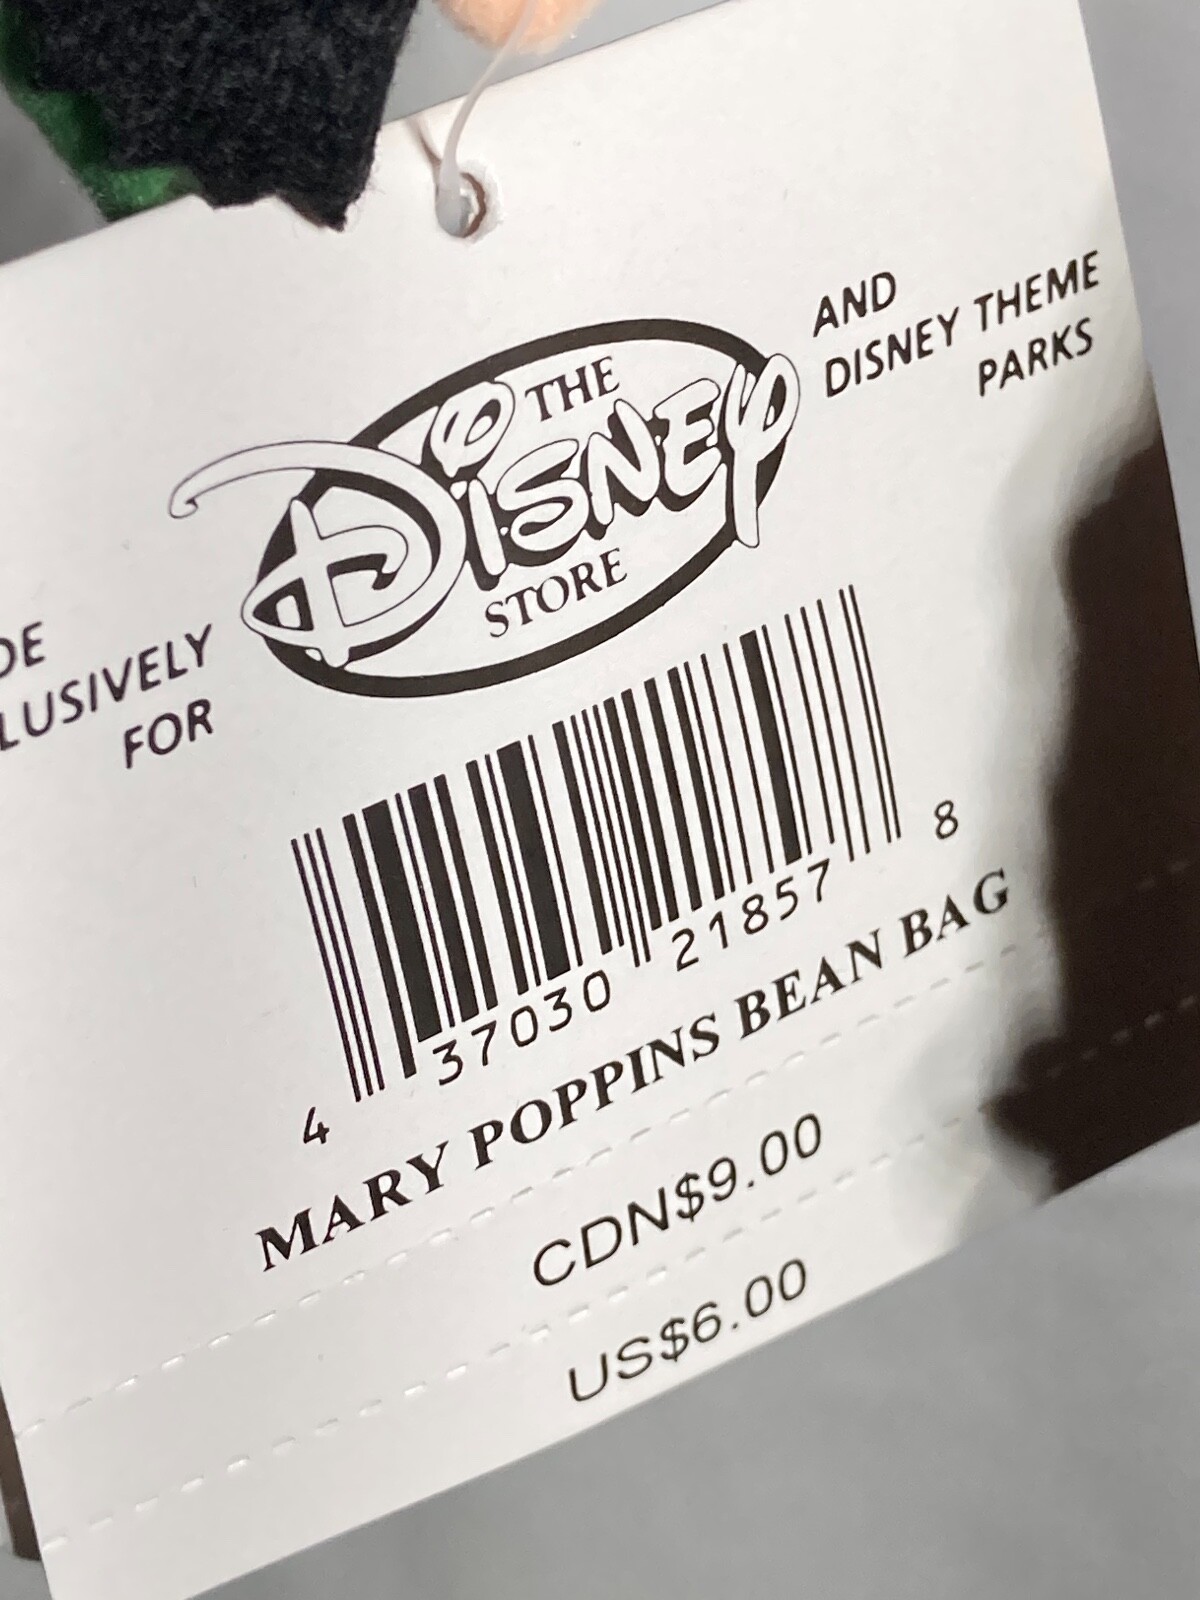 THE
DISNEY
STORE
AND
DISNEY THEME
PARKS
DE
LUSIVELY
FOR
4 37030 21857 8
MARY POPPINS BEAN BAG
CDN$9.00
US$6.00